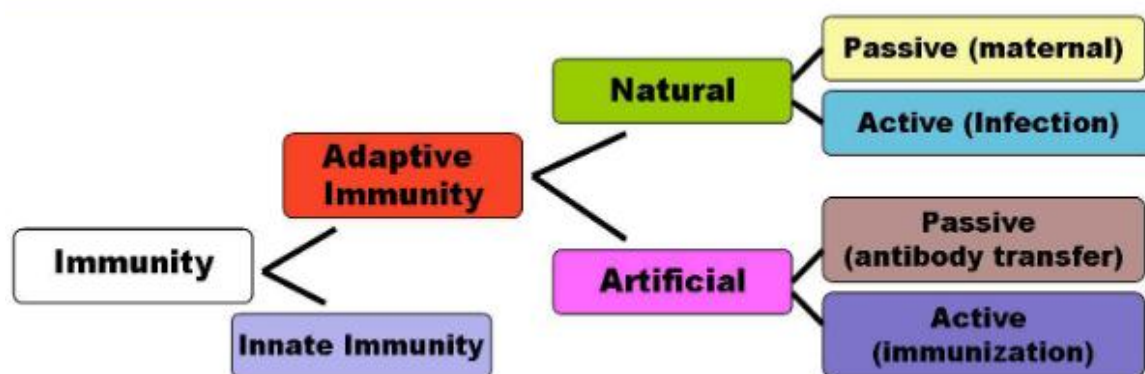 Passive (maternal)
Natural
Active (Infection)
Adaptive
Immunity
Passive
(antibody transfer)
Immunity
Artificial
Active
(immunization)
Innate Immunity